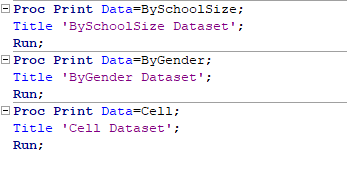 Proc Print Data=BySchoolSize;
Title 'BySchoolSize Dataset';
Run;
Proc Print Data=ByGender;
Title 'ByGender Dataset';
Run;
Proc Print Data=Cell;
Title 'Cell Dataset';
Run;